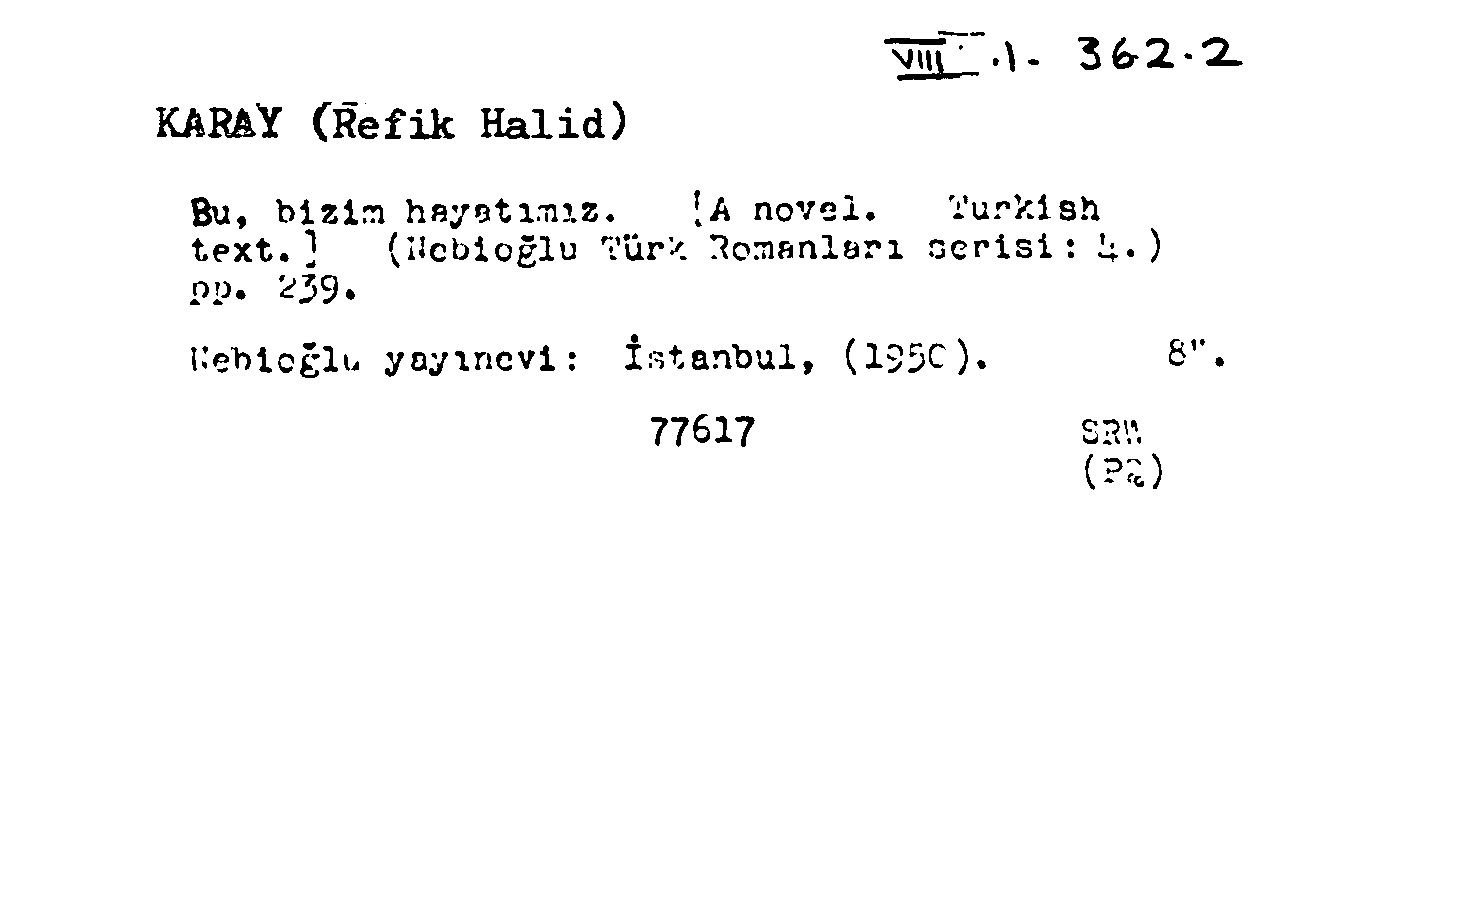 VIII.1. 362.2
KARAY (Refik Halid)
Bu, bizim hayatımız. [A novel. Turkish
text.] (Nebioğlu Türk Romanları serisi: 4.)
pp. 239.
Nebioğlu yayınevi: İstanbul, (1950). 8".
77617 SRW